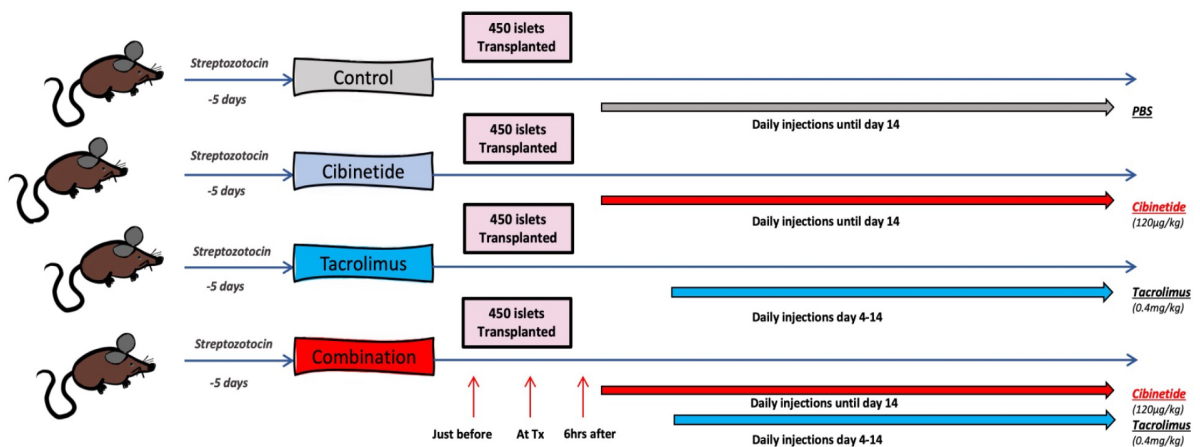 450 islets
Transplanted
Streptozotocin
Control
-5 days
PBS
Daily injections until day 14
450 islets
Transplanted
Streptozotocin
Cibinetide
-5 days
Cibinetide
(120µg/kg)
Daily injections until day 14
450 islets
Transplanted
Streptozotocin
Tacrolimus
-5 days
Tacrolimus
(0.4mg/kg)
Daily injections day 4-14
450 islets
Transplanted
Streptozotocin
Combination
-5 days
Cibinetide
(120µg/kg)
Daily injections until day 14
Tacrolimus
(0.4mg/kg)
Just before At Tx 6hrs after
Daily injections day 4-14